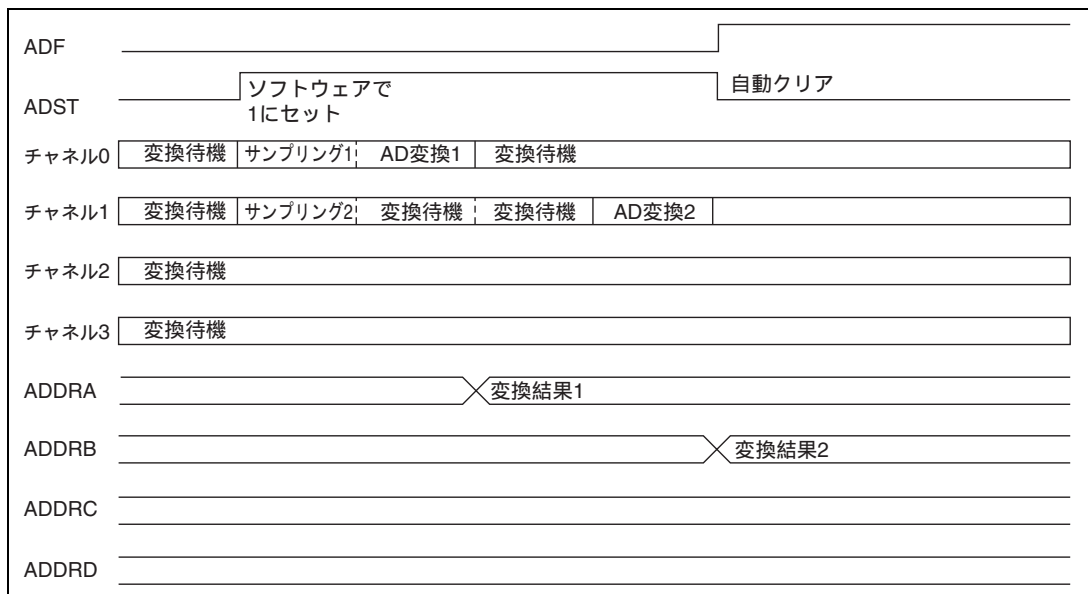 ADF
ADST
ソフトウェアで
1にセット
自動クリア
チャネル0 変換待機 サンプリング1 AD変換1 変換待機
チャネル1 変換待機 サンプリング2 変換待機 変換待機 AD変換2
チャネル2 変換待機
チャネル3 変換待機
ADDRA 変換結果1
ADDRB 変換結果2
ADDRC
ADDRD